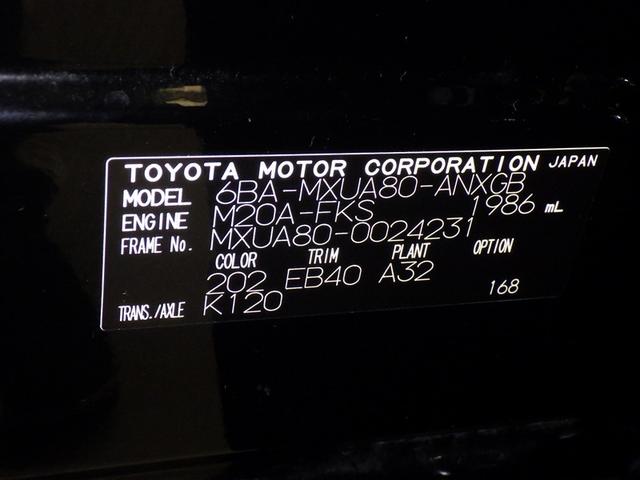 TOYOTA MOTOR CORPORATION JAPAN
MODEL 6BA-MXUA80-ANXGB
ENGINE M20A-FKS 1986 mL
FRAME No. MXUA80-0024231
COLOR TRIM PLANT OPTION
202 EB40 A32
TRANS./AXLE K120 168